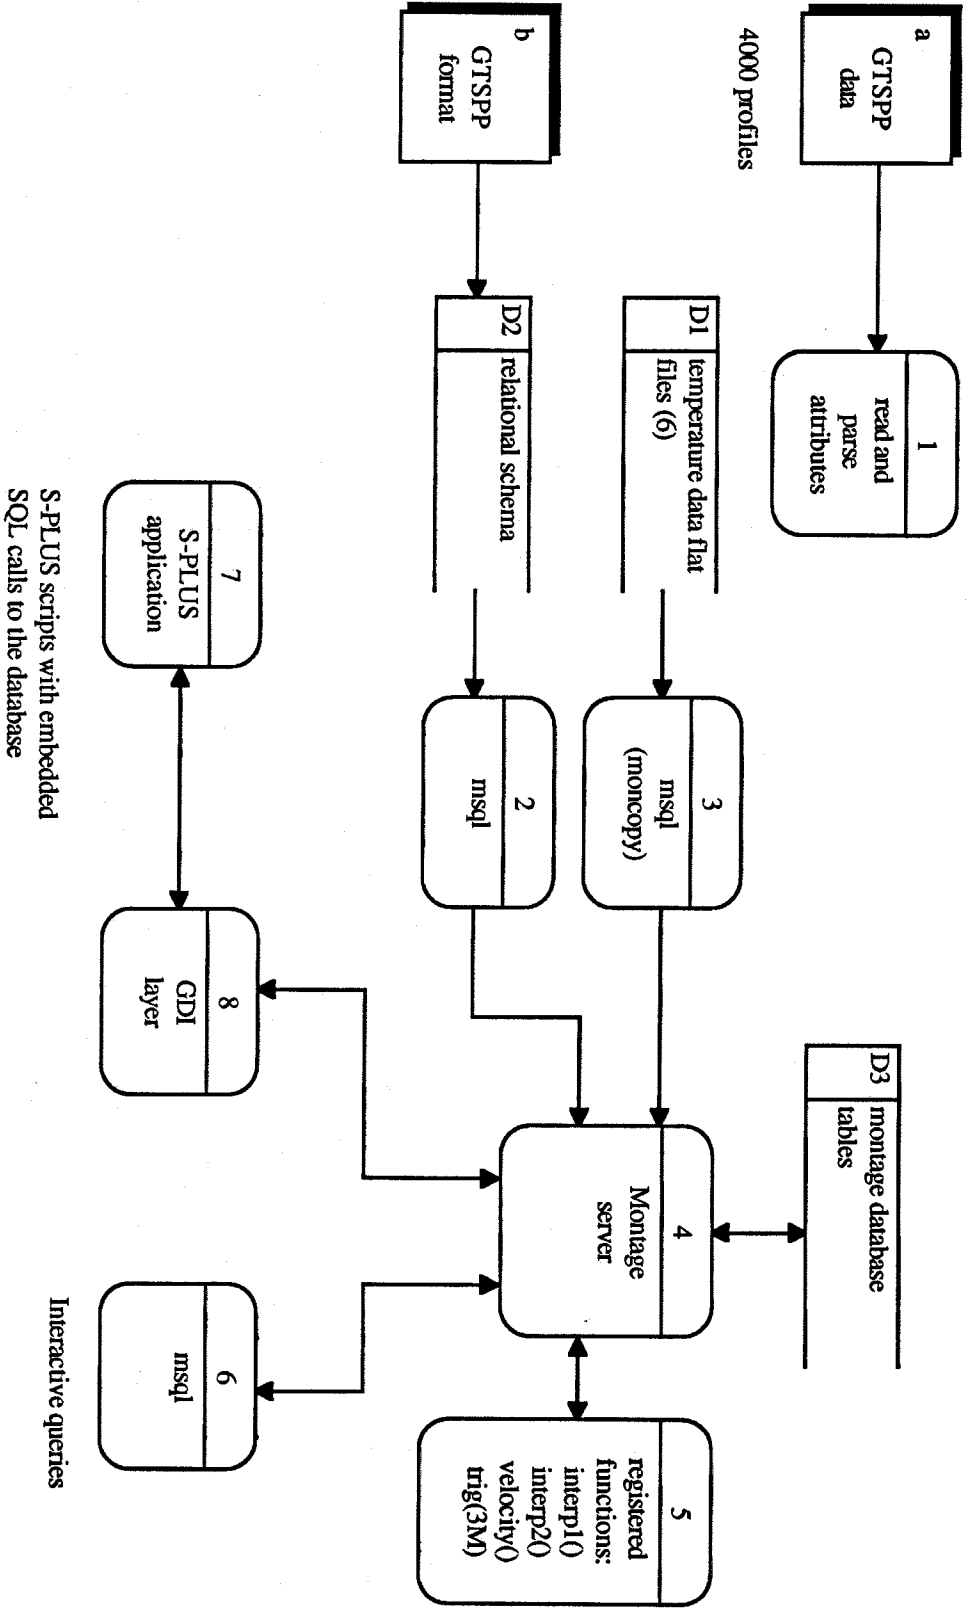 a
GTSPP
data
4000 profiles
1
read and
parse
attributes
b
GTSPP
format
D1
temperature data flat
files (6)
D2
relational schema
3
msql
(moncopy)
2
msql
D3
montage database
tables
4
Montage
server
5
registered
functions:
interp1()
interp2()
velocity()
trig(3M)
7
S-PLUS
application
S-PLUS scripts with embedded
SQL calls to the database
8
GDI
layer
6
msql
Interactive queries